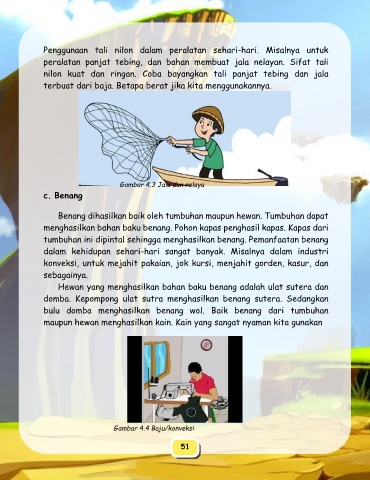 Penggunaan tali nilon dalam peralatan sehari-hari. Misalnya untuk
peralatan panjat tebing, dan bahan membuat jala nelayan. Sifat tali
nilon kuat dan ringan. Coba bayangkan tali panjat tebing dan jala
terbuat dari baja. Betapa berat jika kita menggunakannya.
Gambar 4.3 Jala dan nelaya
c. Benang
Benang dihasilkan baik oleh tumbuhan maupun hewan. Tumbuhan dapat
menghasilkan bahan baku benang. Pohon kapas penghasil kapas. Kapas dari
tumbuhan ini dipintal sehingga menghasilkan benang. Pemanfaatan benang
dalam kehidupan sehari-hari sangat banyak. Misalnya dalam industri
konveksi, untuk mejahit pakaian, jok kursi, menjahit gorden, kasur, dan
sebagainya.
Hewan yang menghasilkan bahan baku benang adalah ulat sutera dan
domba. Kepompong ulat sutra menghasilkan benang sutera. Sedangkan
bulu domba menghasilkan benang wol. Baik benang dari tumbuhan
maupun hewan menghasilkan kain. Kain yang sangat nyaman kita gunakan
Gambar 4.4 Baju/konveksi
51